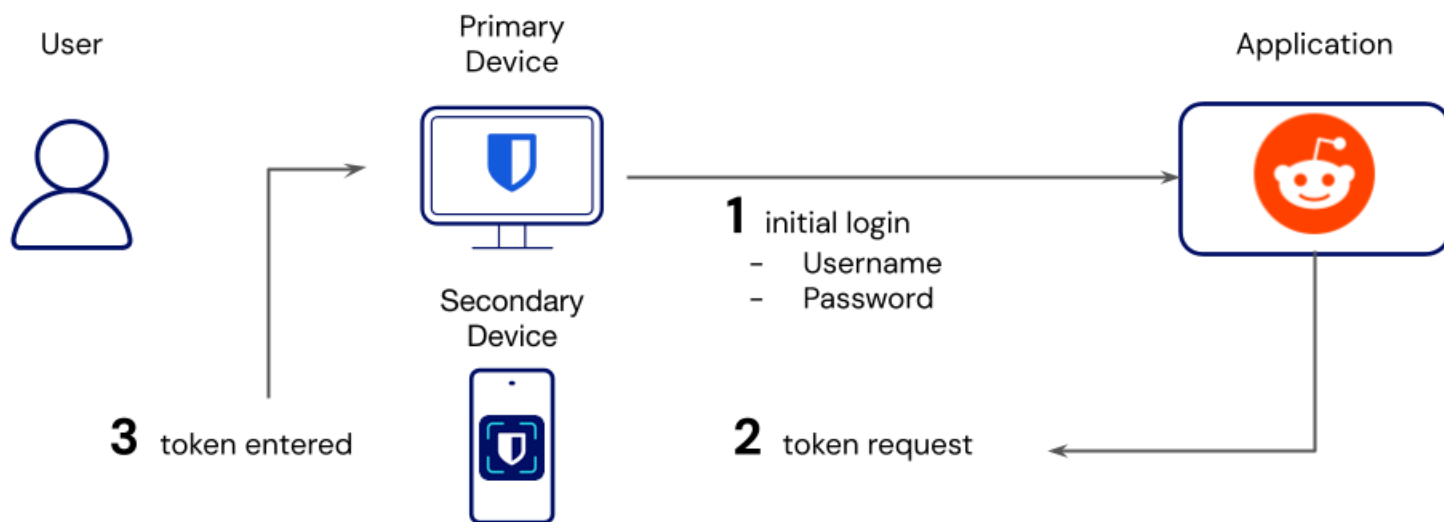 User
Primary
Device
Application
1 initial login
- Username
- Password
Secondary
Device
3 token entered
2 token request